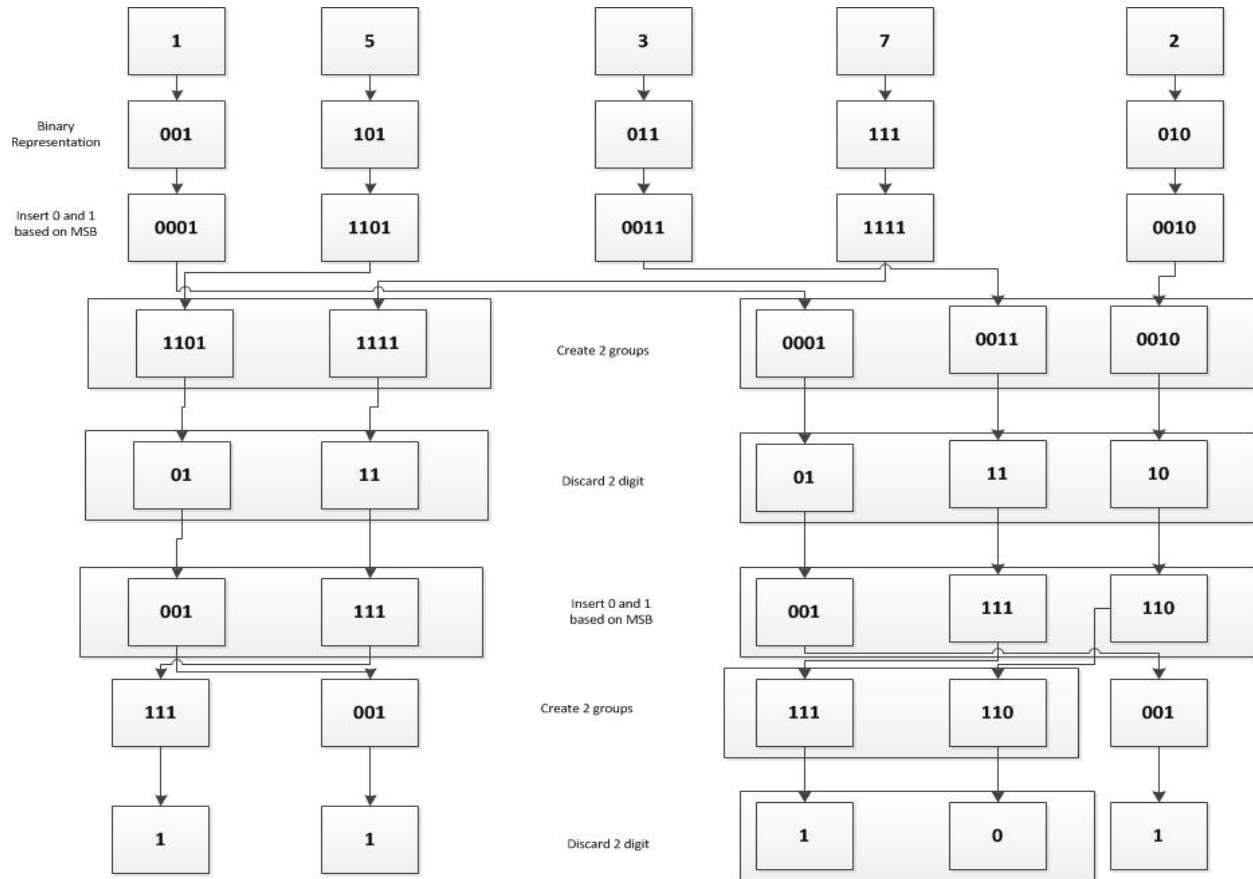 1 5 3 7 2
Binary
Representation
001 101 011 111 010
Insert 0 and 1
based on MSB
0001 1101 0011 1111 0010
1101 1111 Create 2 groups 0001 0011 0010
01 11 Discard 2 digit 01 11 10
001 111 Insert 0 and 1
based on MSB
001 111 110
111 001 Create 2 groups 111 110 001
1 1 Discard 2 digit 1 0 1